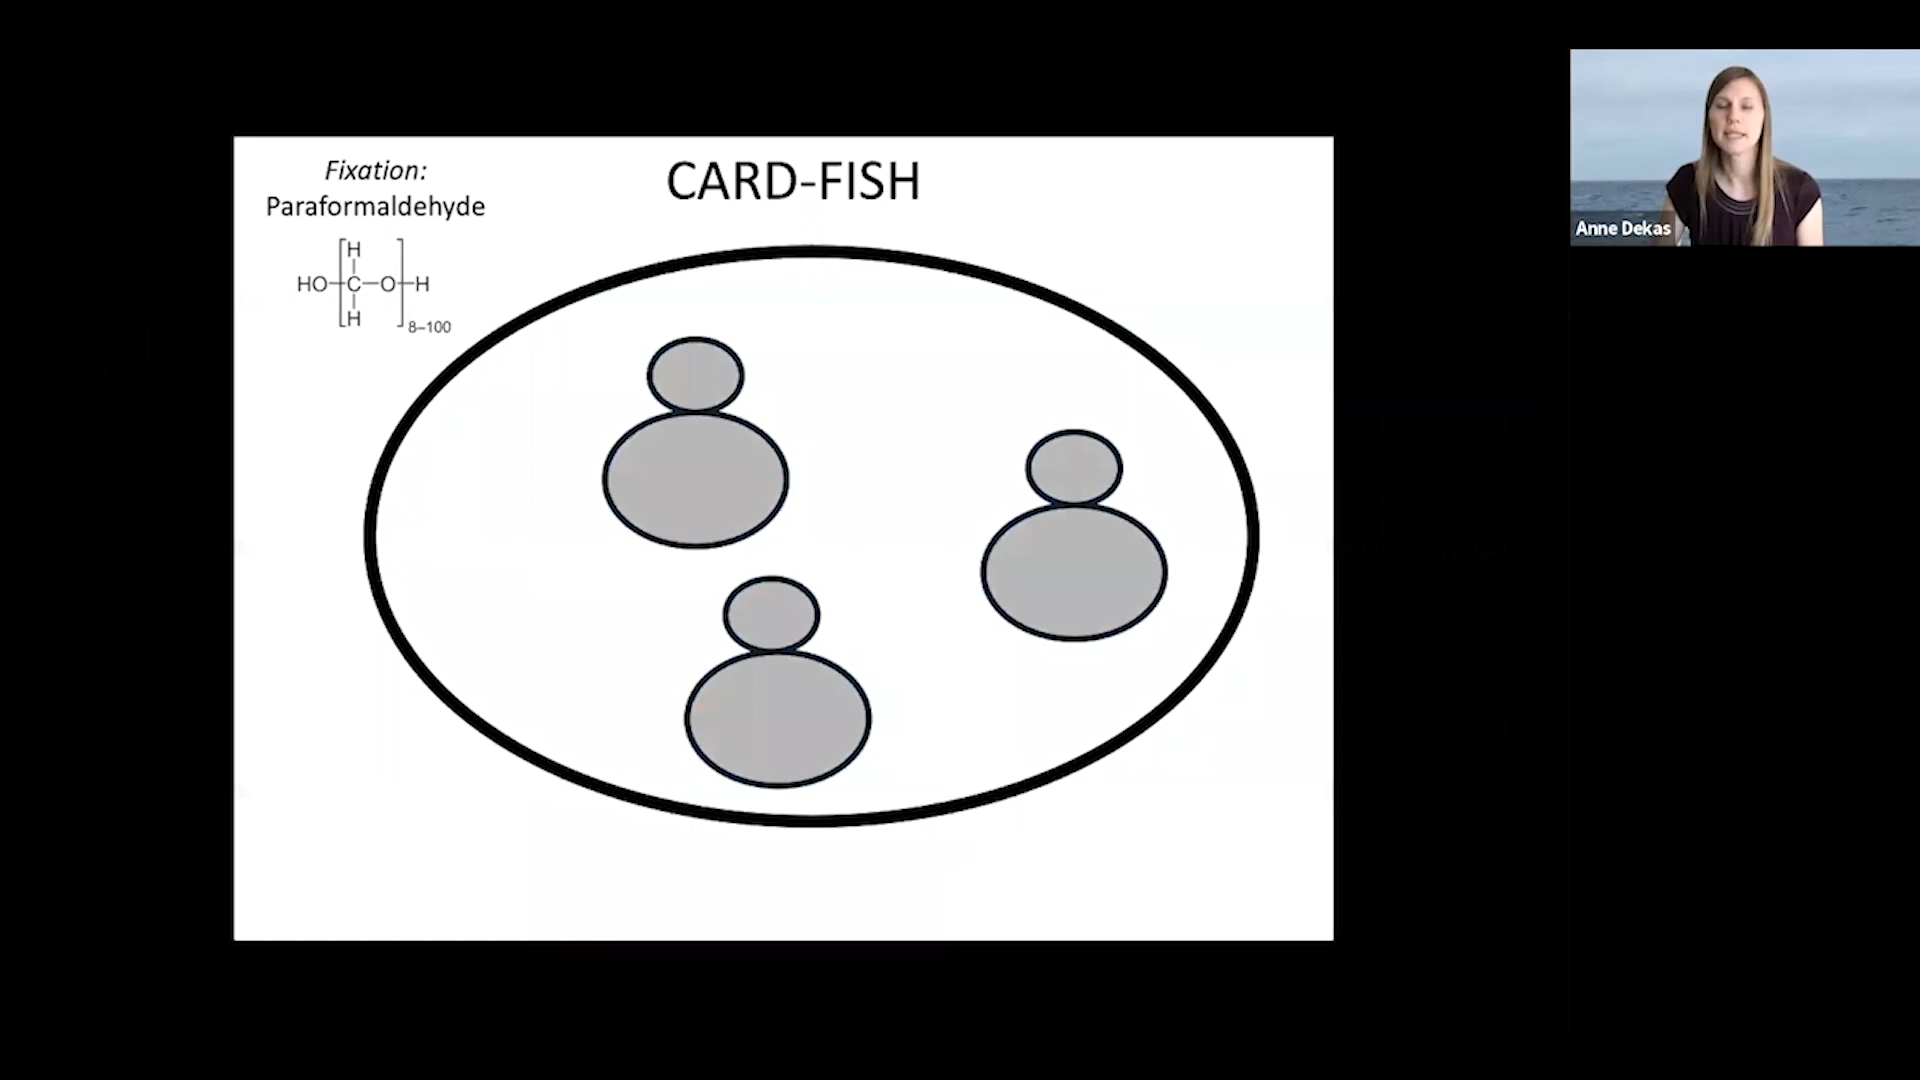 Fixation:
Paraformaldehyde
CARD-FISH
H
HO C O H
H
8–100
Anne Dekas